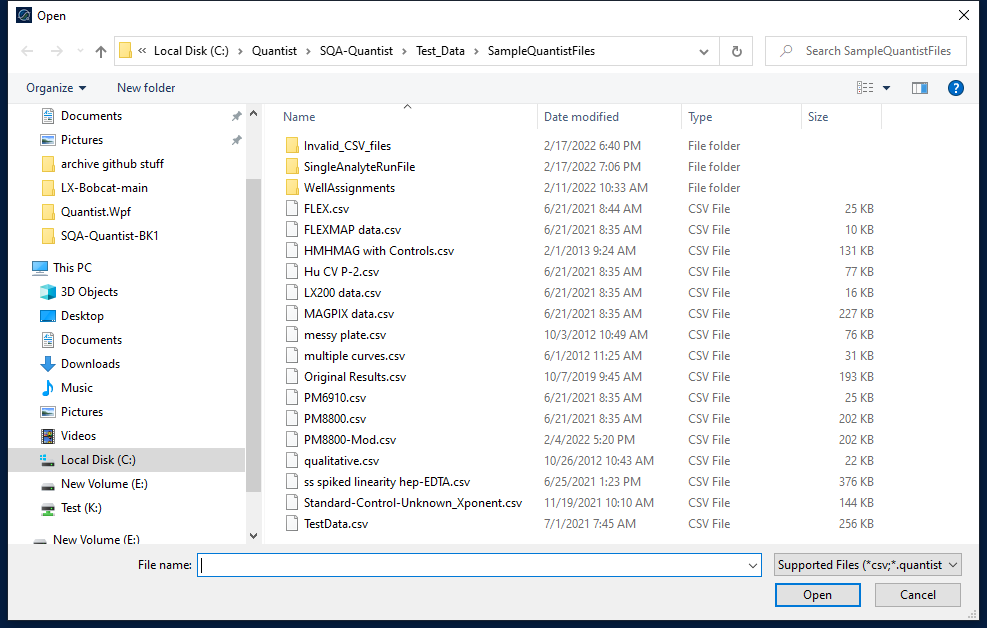 Open
« Local Disk (C:) › Quantist › SQA-Quantist › Test_Data › SampleQuantistFiles
Search SampleQuantistFiles
Organize
New folder
?
Documents
Pictures
archive github stuff
LX-Bobcat-main
Quantist.Wpf
SQA-Quantist-BK1
This PC
3D Objects
Desktop
Documents
Downloads
Music
Pictures
Videos
Local Disk (C:)
New Volume (E:)
Test (K:)
New Volume (E:)
Name Date modified Type Size
Invalid_CSV_files 2/17/2022 6:40 PM File folder
SingleAnalyteRunFile 2/17/2022 7:06 PM File folder
WellAssignments 2/11/2022 10:33 AM File folder
FLEX.csv 6/21/2021 8:44 AM CSV File 25 KB
FLEXMAP data.csv 6/21/2021 8:35 AM CSV File 10 KB
HMHMAG with Controls.csv 2/1/2013 9:24 AM CSV File 131 KB
Hu CV P-2.csv 6/21/2021 8:35 AM CSV File 77 KB
LX200 data.csv 6/21/2021 8:35 AM CSV File 16 KB
MAGPIX data.csv 6/21/2021 8:35 AM CSV File 227 KB
messy plate.csv 10/3/2012 10:49 AM CSV File 76 KB
multiple curves.csv 6/1/2012 11:25 AM CSV File 31 KB
Original Results.csv 10/7/2019 9:45 AM CSV File 193 KB
PM6910.csv 6/21/2021 8:35 AM CSV File 25 KB
PM8800.csv 6/21/2021 8:35 AM CSV File 202 KB
PM8800-Mod.csv 2/4/2022 5:20 PM CSV File 202 KB
qualitative.csv 10/26/2012 10:43 AM CSV File 22 KB
ss spiked linearity hep-EDTA.csv 6/25/2021 1:23 PM CSV File 376 KB
Standard-Control-Unknown_Xponent.csv 11/19/2021 10:10 AM CSV File 144 KB
TestData.csv 7/1/2021 7:45 AM CSV File 256 KB
File name:
Supported Files (*csv;*.quantist
Open
Cancel